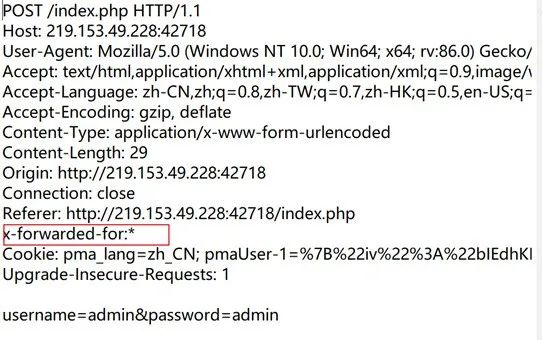 POST /index.php HTTP/1.1
Host: 219.153.49.228:42718
User-Agent: Mozilla/5.0 (Windows NT 10.0; Win64; x64; rv:86.0) Gecko/
Accept: text/html,application/xhtml+xml,application/xml;q=0.9,image/
Accept-Language: zh-CN,zh;q=0.8,zh-TW;q=0.7,zh-HK;q=0.5,en-US;q=
Accept-Encoding: gzip, deflate
Content-Type: application/x-www-form-urlencoded
Content-Length: 29
Origin: http://219.153.49.228:42718
Connection: close
Referer: http://219.153.49.228:42718/index.php
x-forwarded-for:*
Cookie: pma_lang=zh_CN; pmaUser-1=%7B%22iv%22%3A%22bIEdhKI
Upgrade-Insecure-Requests: 1
username=admin&password=admin